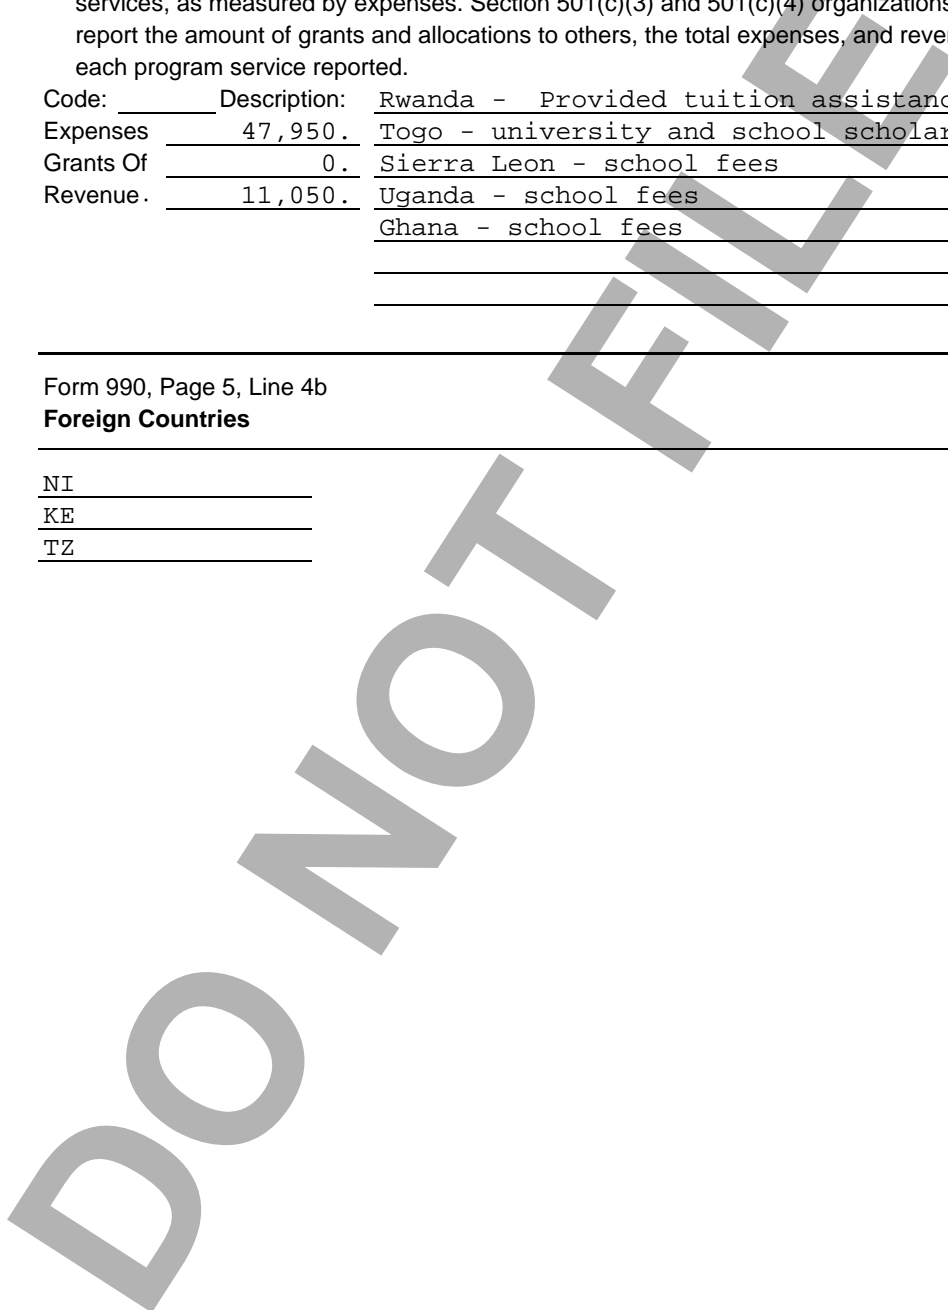 services, as measured by expenses. Section 501(c)(3) and 501(c)(4) organizations
report the amount of grants and allocations to others, the total expenses, and reven
each program service reported.
Code: Description: Rwanda - Provided tuition assistanc
Expenses 47,950. Togo - university and school scholar
Grants Of 0. Sierra Leon - school fees
Revenue. 11,050. Uganda - school fees
Ghana - school fees
Form 990, Page 5, Line 4b
Foreign Countries
NI
KE
TZ
DO NOT FILE